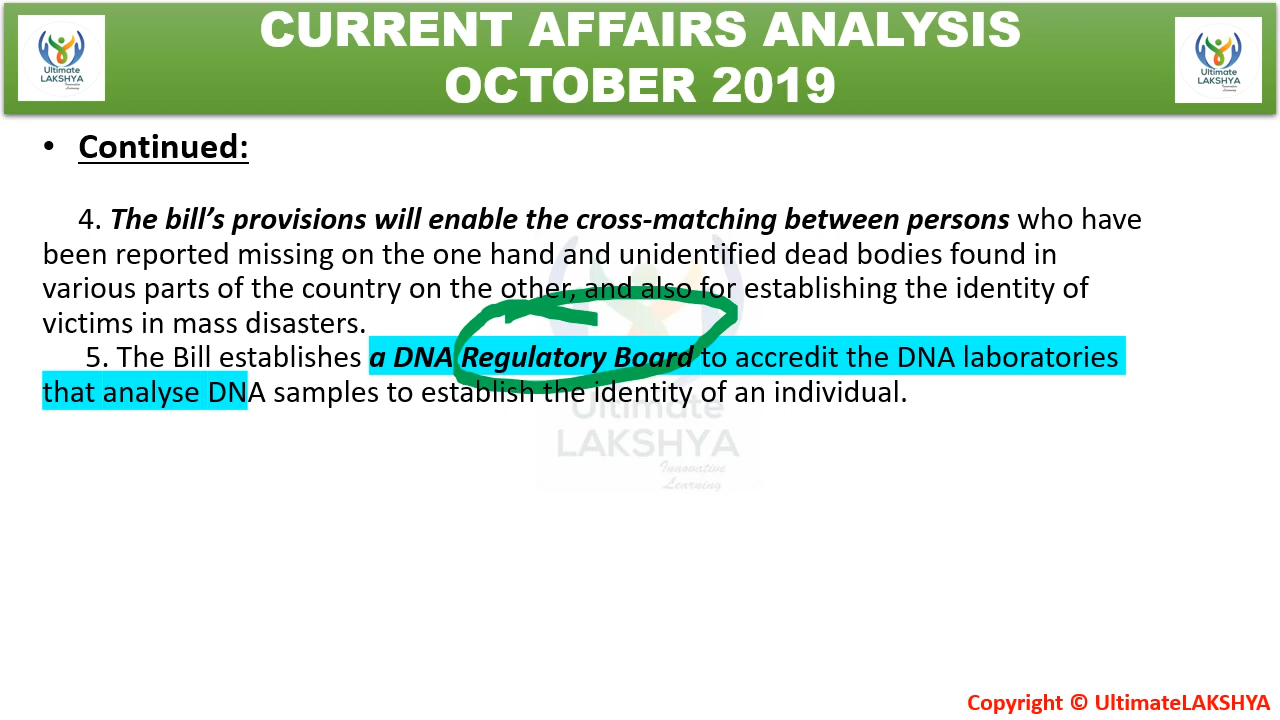 CURRENT AFFAIRS ANALYSIS
OCTOBER 2019
Ultimate
LAKSHYA
Innovative
Learning
Ultimate
LAKSHYA
Innovative
Learning
• Continued:
4. The bill’s provisions will enable the cross-matching between persons who have
been reported missing on the one hand and unidentified dead bodies found in
various parts of the country on the other, and also for establishing the identity of
victims in mass disasters.
5. The Bill establishes a DNA Regulatory Board to accredit the DNA laboratories
that analyse DNA samples to establish the identity of an individual.
Ultimate
LAKSHYA
Innovative
Learning
Copyright © UltimateLAKSHYA